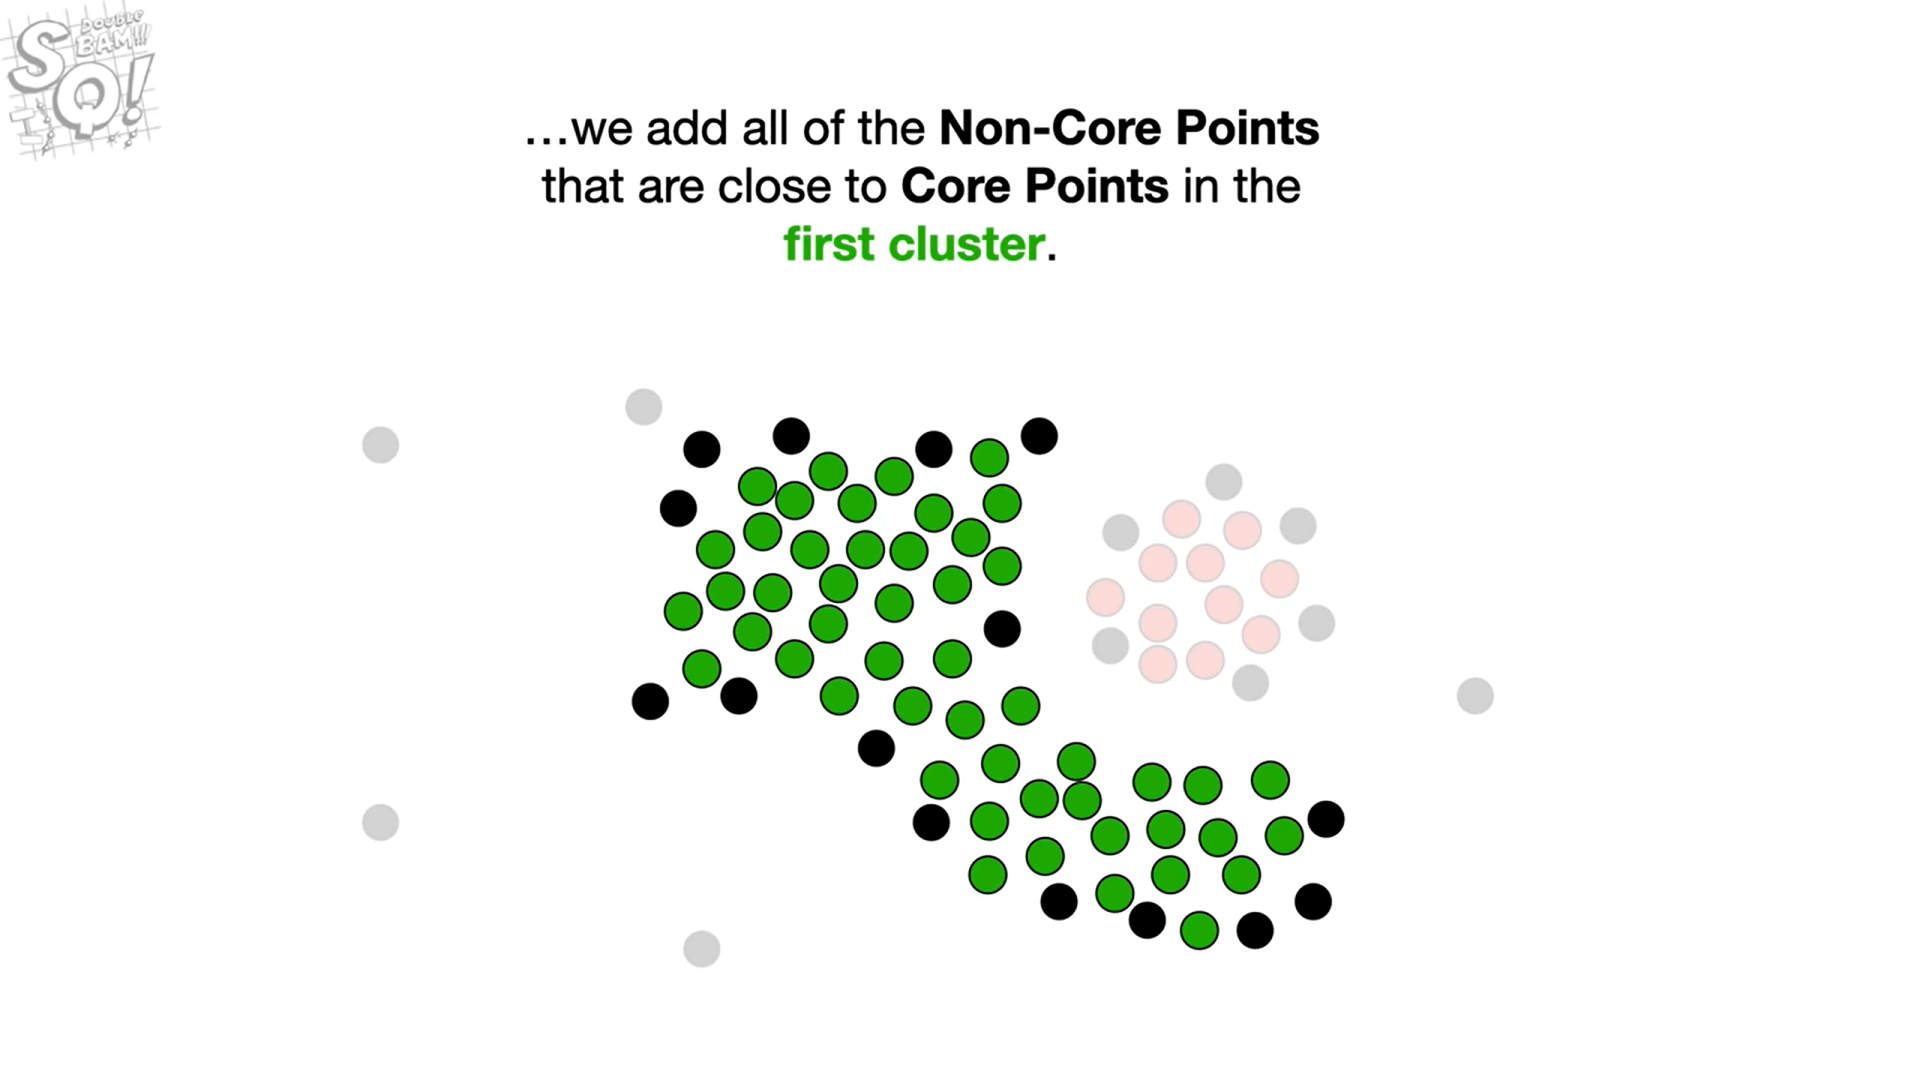 DOUBLE
BAM!!!
SQ!
…we add all of the Non-Core Points
that are close to Core Points in the
first cluster.